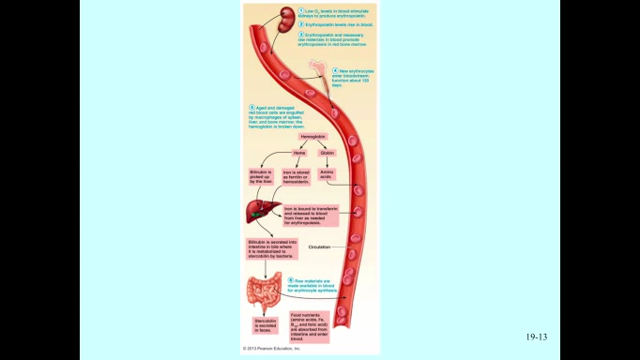 1 Low O2 levels in blood stimulate
kidneys to produce erythropoietin.
2 Erythropoietin levels rise in blood.
3 Erythropoietin and necessary
raw materials in blood promote
erythropoiesis in red bone marrow.
4 New erythrocytes
enter bloodstream;
function about 120
days.
5 Aged and damaged
red blood cells are engulfed
by macrophages of spleen,
liver, and bone marrow; the
hemoglobin is broken down.
Hemoglobin
Heme
Globin
Bilirubin is
picked up
by the liver.
Iron is stored
as ferritin or
hemosiderin.
Amino
acids
Iron is bound to transferrin
and released to blood
from liver as needed
for erythropoiesis.
Bilirubin is secreted into
intestine in bile where
it is metabolized to
stercobilin by bacteria.
Circulation
6 Raw materials are
made available in blood
for erythrocyte synthesis.
Stercobilin
is excreted
in feces.
Food nutrients
(amino acids, Fe,
B12, and folic acid)
are absorbed from
intestine and enter
blood.
© 2013 Pearson Education, Inc.
19-13